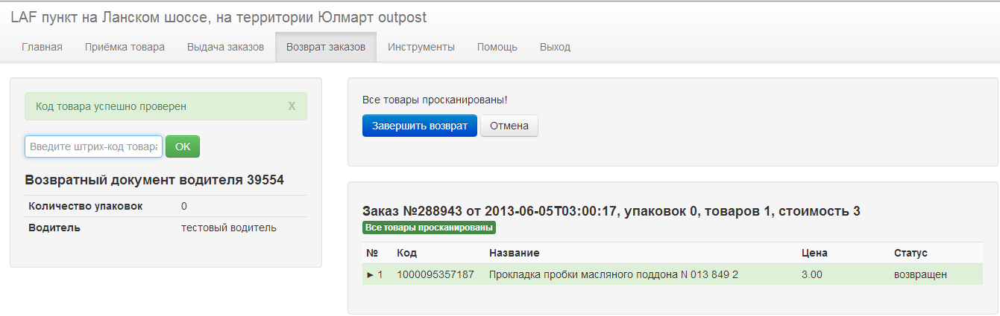 LAF пункт на Ланском шоссе, на территории Юлмарт outpost
Главная Приёмка товара Выдача заказов Возврат заказов Инструменты Помощь Выход
Код товара успешно проверен X
Введите штрих-код товара OK
Возвратный документ водителя 39554
Количество упаковок 0
Водитель тестовый водитель
Все товары просканированы!
Завершить возврат Отмена
Заказ №288943 от 2013-06-05T03:00:17, упаковок 0, товаров 1, стоимость 3
Все товары просканированы
№ Код Название Цена Статус
► 1 1000095357187 Прокладка пробки масляного поддона N 013 849 2 3.00 возвращен